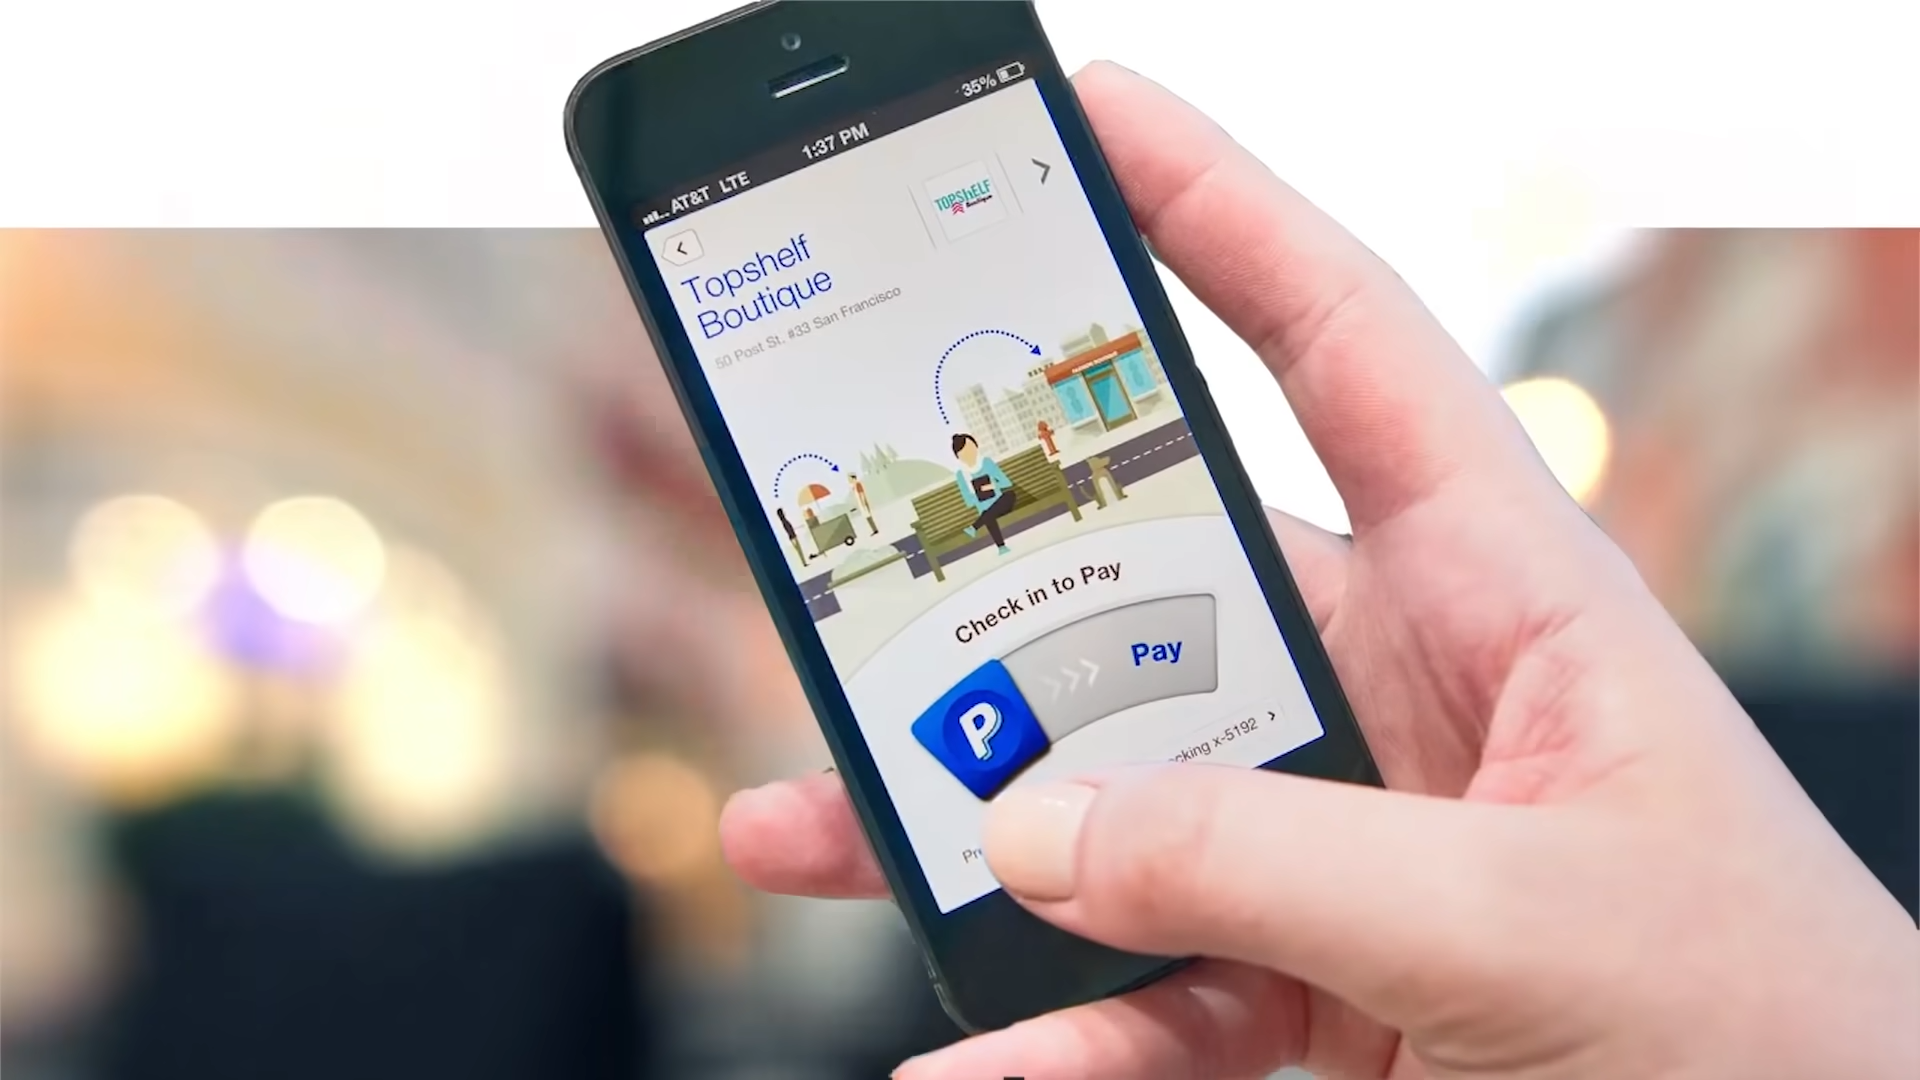 AT&T LTE 1:37 PM 35%
TOPSHELF
Boutique
Topshelf
Boutique
50 Post St. #33 San Francisco
Check in to Pay
Pay
x-5192